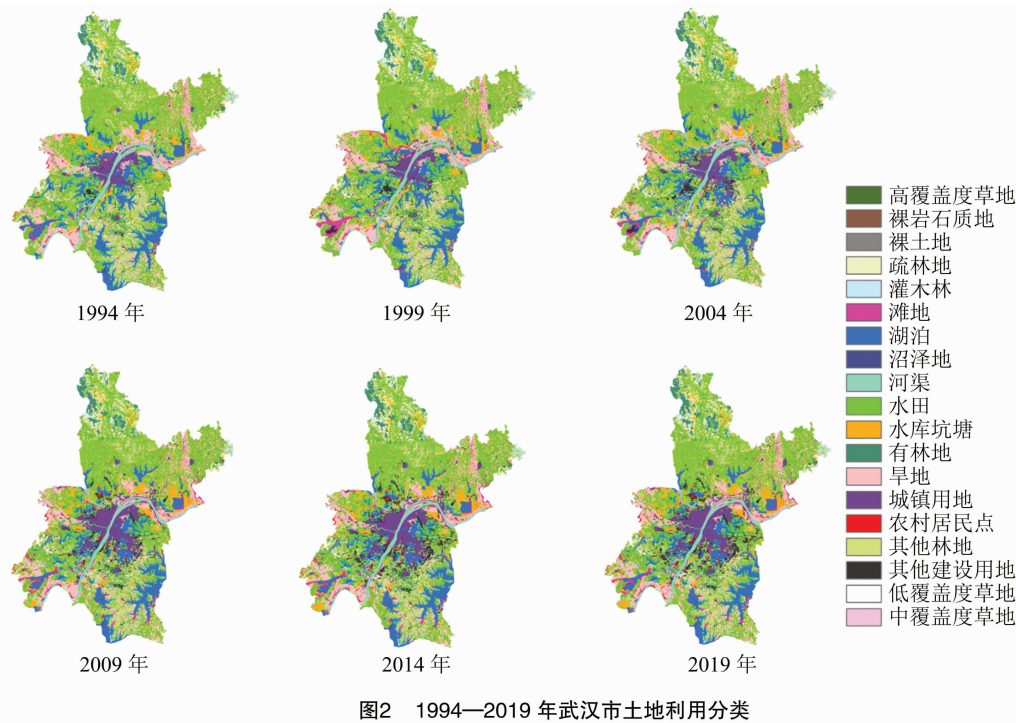 1994 年
1999 年
2004 年
2009 年
2014 年
2019 年
高覆盖度草地
裸岩石质地
裸土地
疏林地
灌木林
滩地
湖泊
沼泽地
河渠
水田
水库坑塘
有林地
旱地
城镇用地
农村居民点
其他林地
其他建设用地
低覆盖度草地
中覆盖度草地
图2 1994—2019 年武汉市土地利用分类